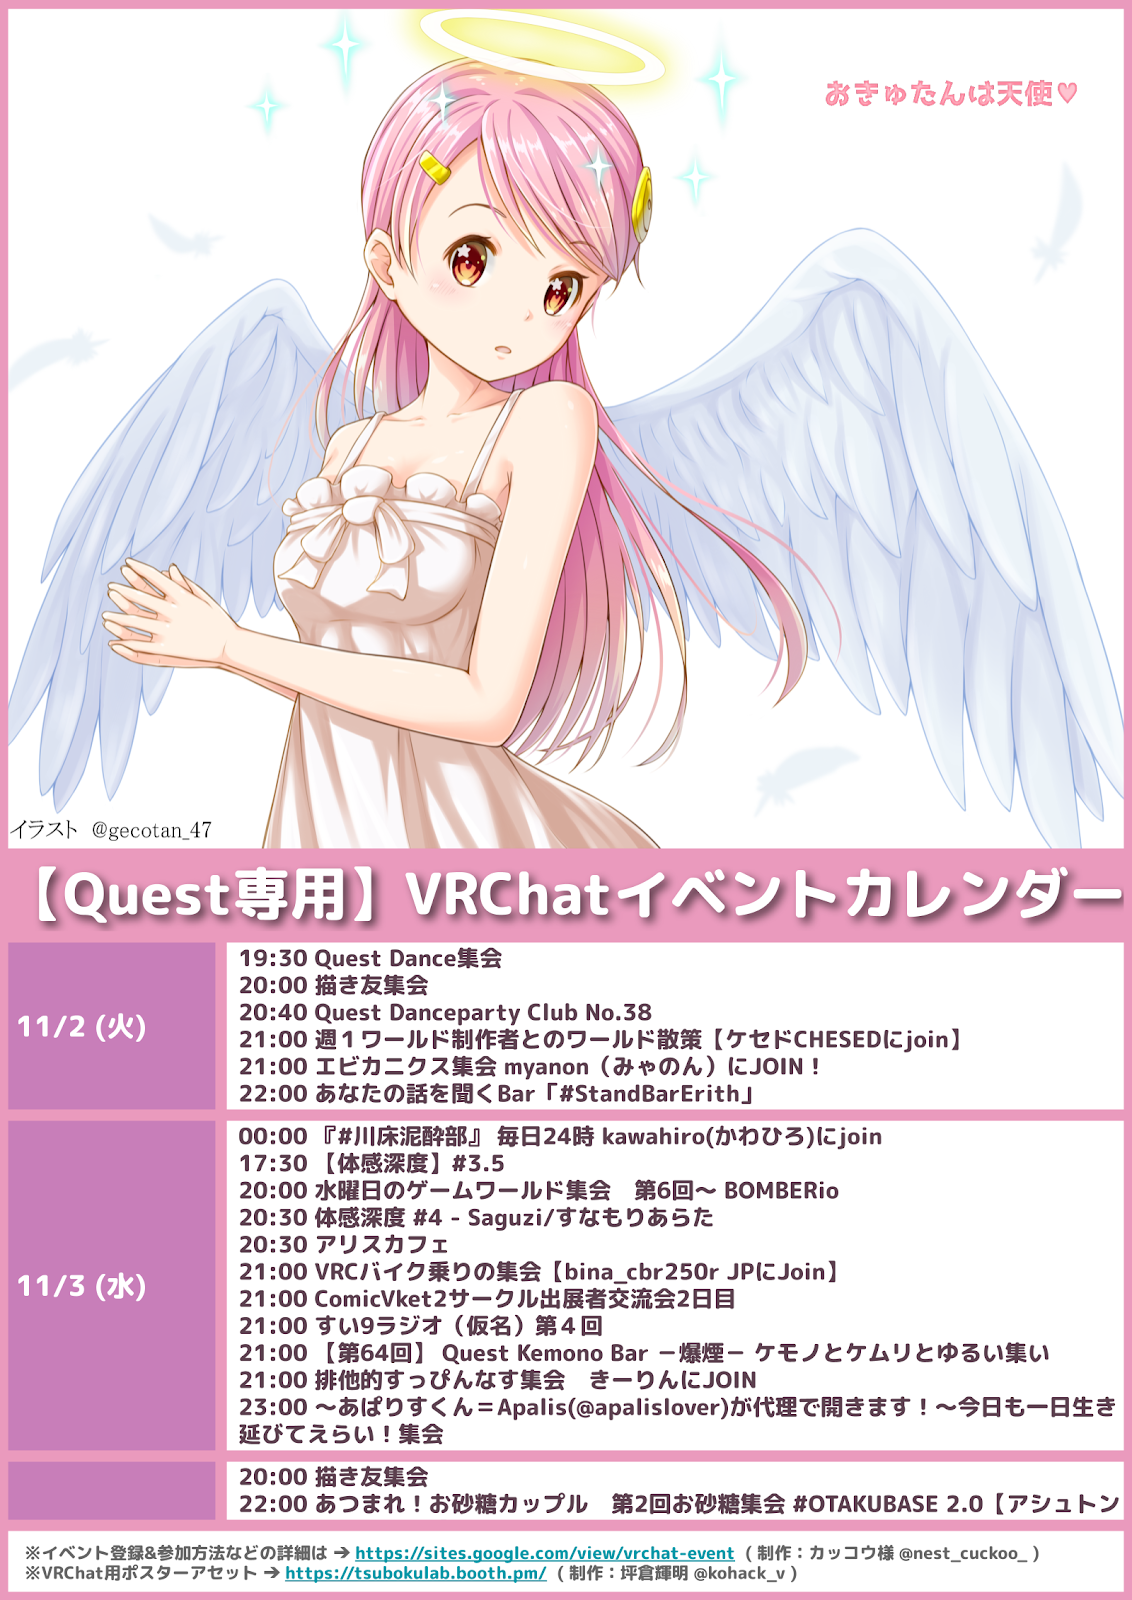 おきゅたんは天使♥
イラスト @gecotan_47
【Quest専用】VRChatイベントカレンダー
11/2 (火)
19:30 Quest Dance集会
20:00 描き友集会
20:40 Quest Danceparty Club No.38
21:00 週１ワールド制作者とのワールド散策【ケセドCHESEDにjoin】
21:00 エビカニクス集会 myanon（みゃのん）にJOIN！
22:00 あなたの話を聞くBar「#StandBarErith」
11/3 (水)
00:00 『#川床泥酔部』 毎日24時 kawahiro(かわひろ)にjoin
17:30 【体感深度】#3.5
20:00 水曜日のゲームワールド集会　第6回～ BOMBERio
20:30 体感深度 #4 - Saguzi/すなもりあらた
20:30 アリスカフェ
21:00 VRCバイク乗りの集会【bina_cbr250r JPにJoin】
21:00 ComicVket2サークル出展者交流会2日目
21:00 すい9ラジオ（仮名）第４回
21:00 【第64回】 Quest Kemono Bar －爆煙－ ケモノとケムリとゆるい集い
21:00 排他的すっぴんなす集会　きーりんにJOIN
23:00 ～あぱりすくん＝Apalis(@apalislover)が代理で開きます！～今日も一日生き
延びてえらい！集会
20:00 描き友集会
22:00 あつまれ！お砂糖カップル　第2回お砂糖集会 #OTAKUBASE 2.0【アシュトン
※イベント登録&参加方法などの詳細は → https://sites.google.com/view/vrchat-event ( 制作：カッコウ様 @nest_cuckoo_ )
※VRChat用ポスターアセット → https://tsubokulab.booth.pm/ ( 制作：坪倉輝明 @kohack_v )